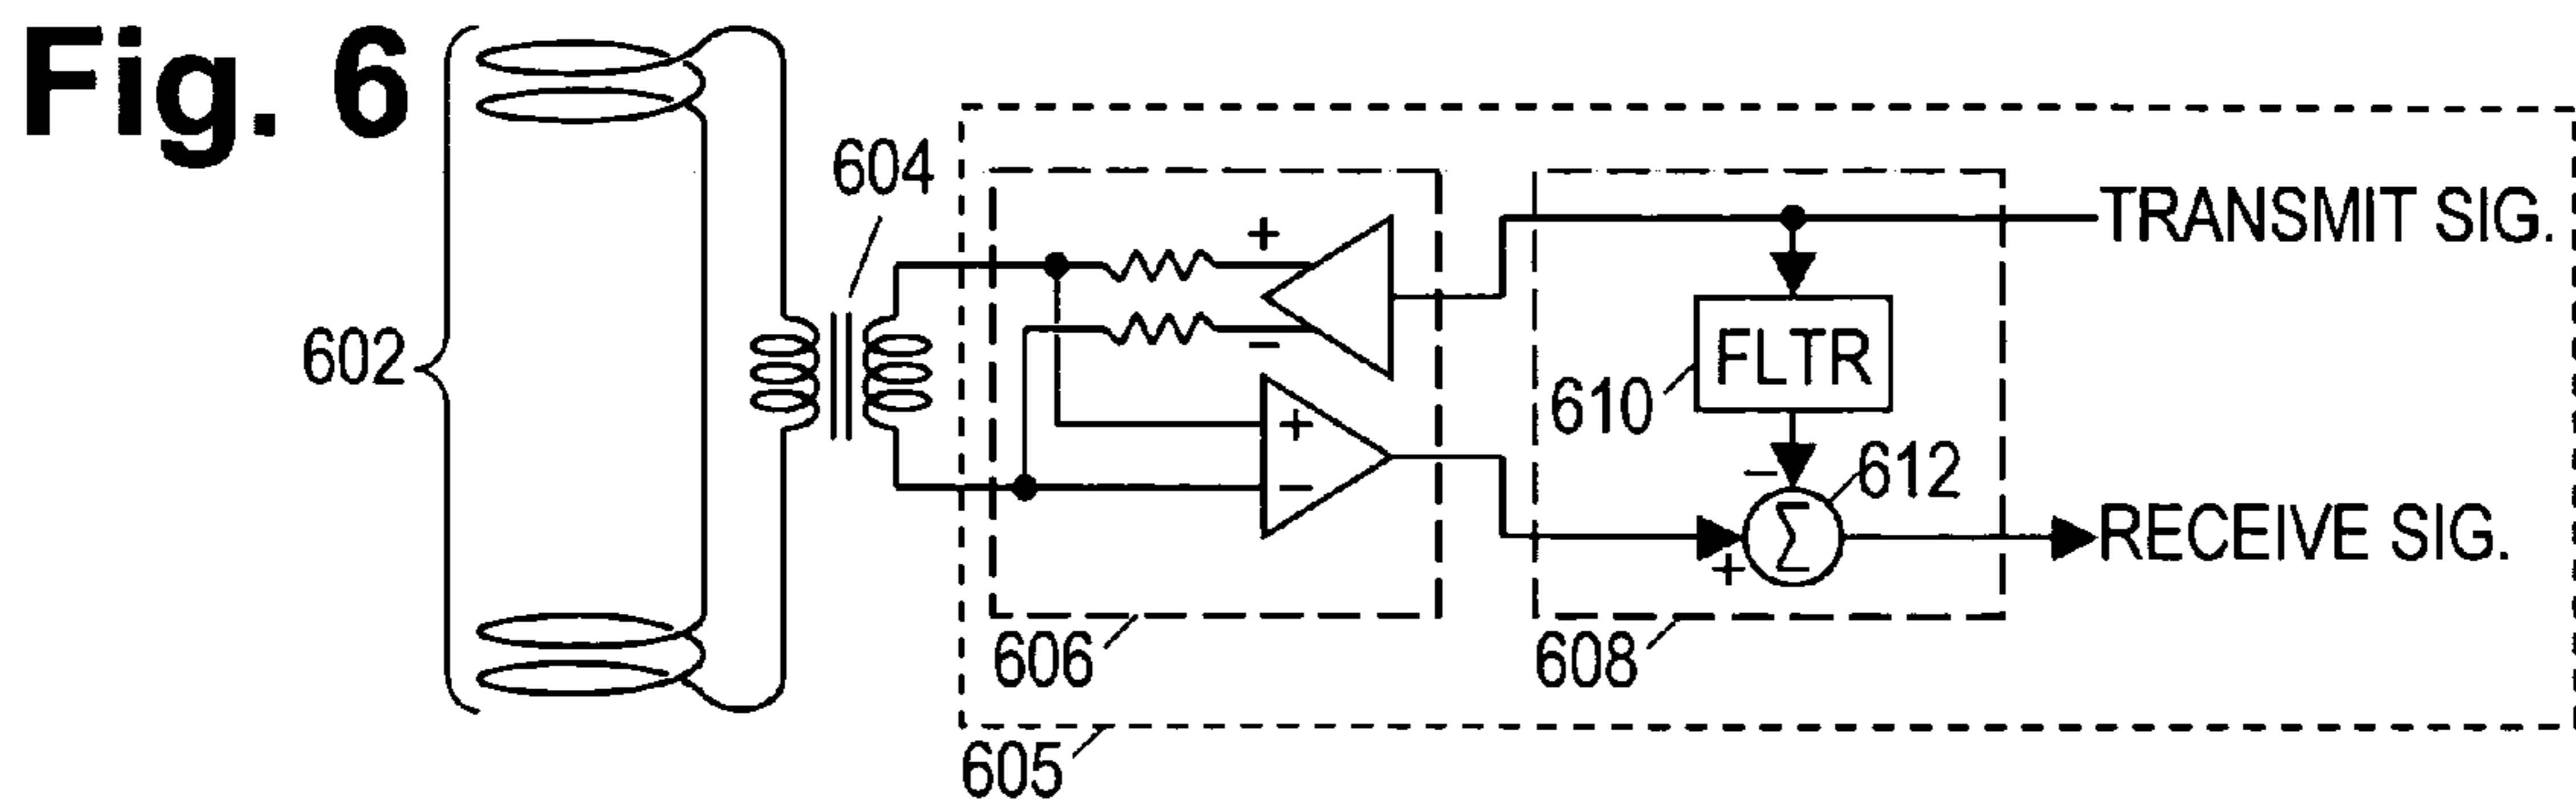 Fig. 6
604
TRANSMIT SIG.
+
602
−
FLTR
610
+
−
612
−
Σ
RECEIVE SIG.
+
606
608
605